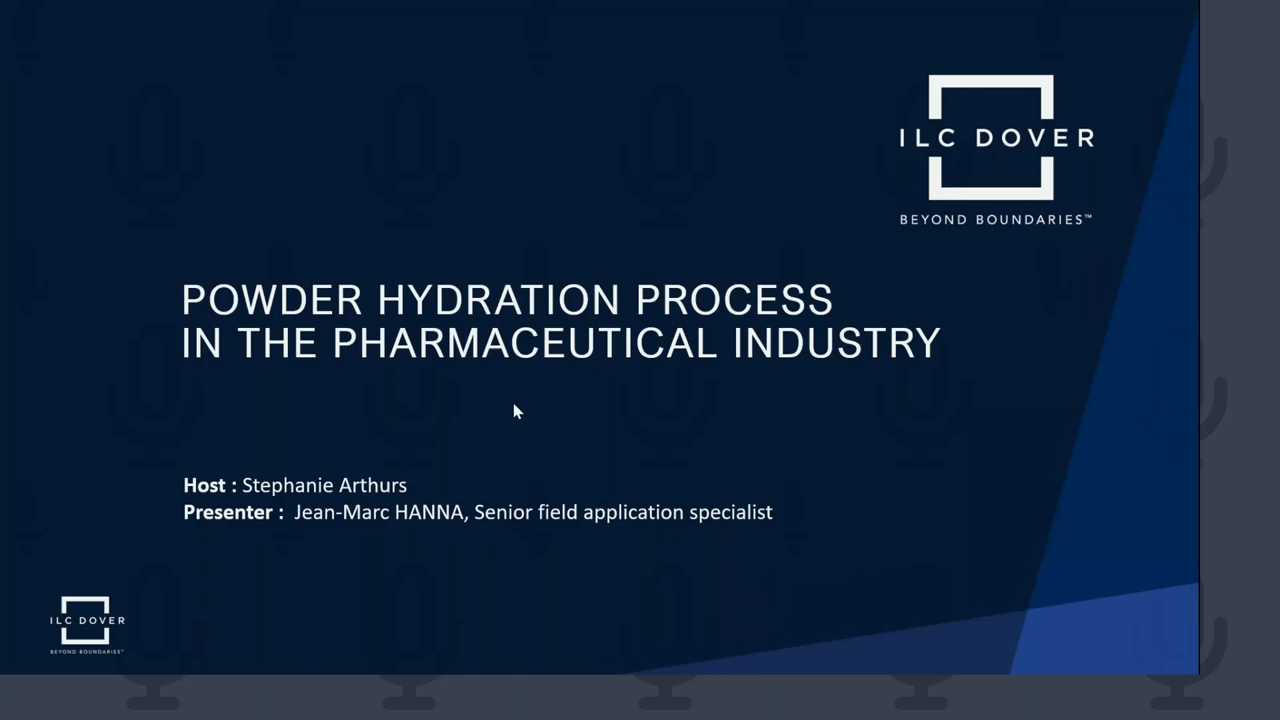 ILC DOVER
BEYOND BOUNDARIES™
POWDER HYDRATION PROCESS
IN THE PHARMACEUTICAL INDUSTRY
Host : Stephanie Arthurs
Presenter : Jean-Marc HANNA, Senior field application specialist
ILC DOVER
BEYOND BOUNDARIES™